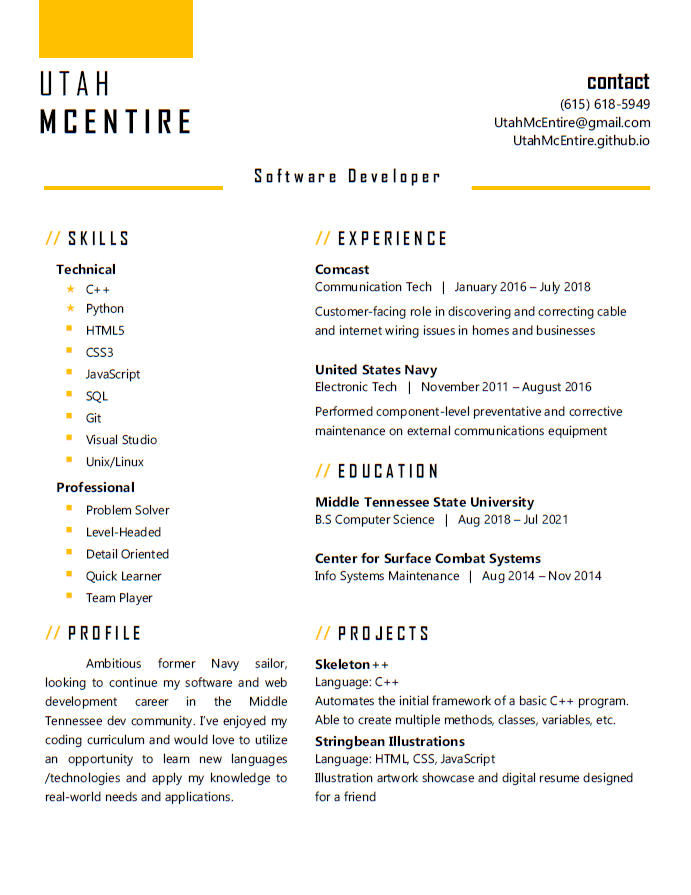 UTAH
MCENTIRE
contact
(615) 618-5949
UtahMcEntire@gmail.com
UtahMcEntire.github.io
Software Developer
// SKILLS
Technical
C++
Python
HTML5
CSS3
JavaScript
SQL
Git
Visual Studio
Unix/Linux
Professional
Problem Solver
Level-Headed
Detail Oriented
Quick Learner
Team Player
// PROFILE
Ambitious former Navy sailor,
looking to continue my software and web
development career in the Middle
Tennessee dev community. I've enjoyed my
coding curriculum and would love to utilize
an opportunity to learn new languages
/technologies and apply my knowledge to
real-world needs and applications.
// EXPERIENCE
Comcast
Communication Tech | January 2016 – July 2018
Customer-facing role in discovering and correcting cable
and internet wiring issues in homes and businesses
United States Navy
Electronic Tech | November 2011 – August 2016
Performed component-level preventative and corrective
maintenance on external communications equipment
// EDUCATION
Middle Tennessee State University
B.S Computer Science | Aug 2018 – Jul 2021
Center for Surface Combat Systems
Info Systems Maintenance | Aug 2014 – Nov 2014
// PROJECTS
Skeleton++
Language: C++
Automates the initial framework of a basic C++ program.
Able to create multiple methods, classes, variables, etc.
Stringbean Illustrations
Language: HTML, CSS, JavaScript
Illustration artwork showcase and digital resume designed
for a friend